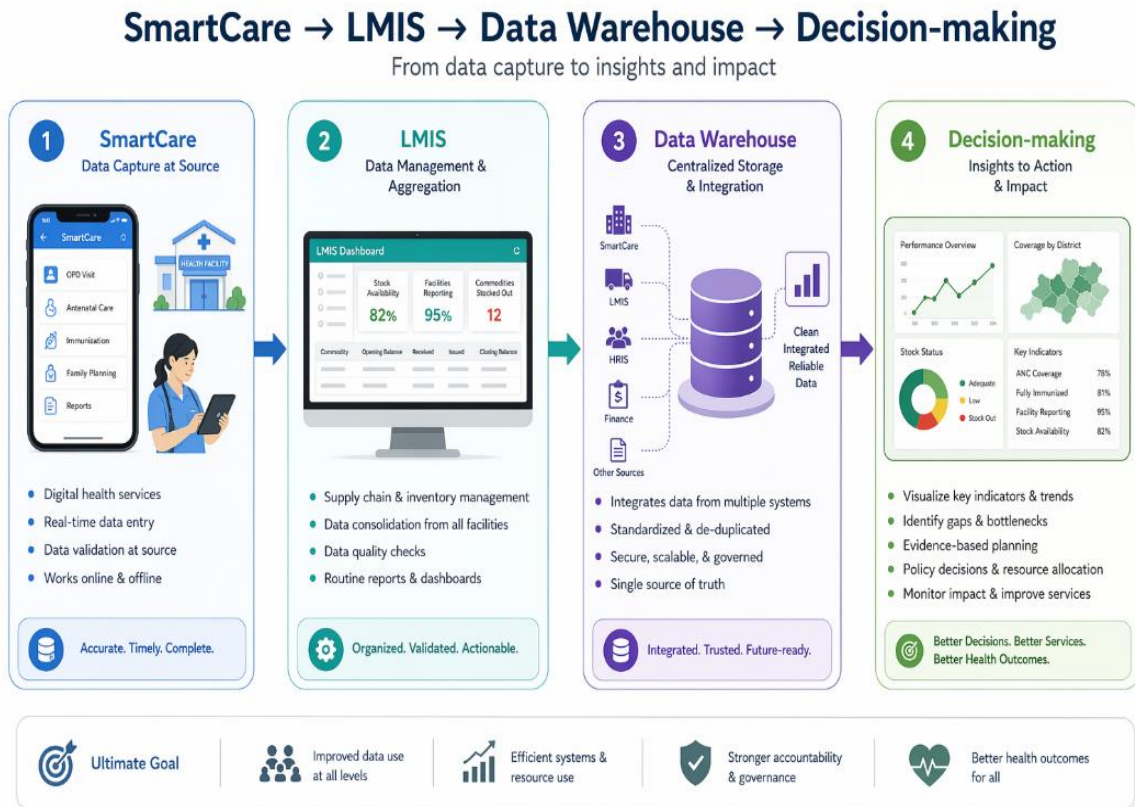 SmartCare → LMIS → Data Warehouse → Decision-making
From data capture to insights and impact
1
SmartCare
Data Capture at Source
SmartCare
OPD Visit
Antenatal Care
Immunization
Family Planning
Reports
HEALTH FACILITY
Digital health services
Real-time data entry
Data validation at source
Works online & offline
Accurate. Timely. Complete.
2
LMIS
Data Management &
Aggregation
LMIS Dashboard
Stock
Availability
82%
Facilities
Reporting
95%
Commodities
Stocked Out
12
Commodity Opening Balance Received Issued Closing Balance
Supply chain & inventory management
Data consolidation from all facilities
Data quality checks
Routine reports & dashboards
Organized. Validated. Actionable.
3
Data Warehouse
Centralized Storage
& Integration
SmartCare
LMIS
HRIS
Finance
Other Sources
Clean
Integrated
Reliable
Data
Integrates data from multiple systems
Standardized & de-duplicated
Secure, scalable, & governed
Single source of truth
Integrated. Trusted. Future-ready.
4
Decision-making
Insights to Action
& Impact
Performance Overview
Coverage by District
Stock Status
Adequate
Low
Stock Out
Key Indicators
ANC Coverage 78%
Fully Immunized 81%
Facility Reporting 95%
Stock Availability 82%
Visualize key indicators & trends
Identify gaps & bottlenecks
Evidence-based planning
Policy decisions & resource allocation
Monitor impact & improve services
Better Decisions. Better Services.
Better Health Outcomes.
Ultimate Goal
Improved data use
at all levels
Efficient systems &
resource use
Stronger accountability
& governance
Better health outcomes
for all